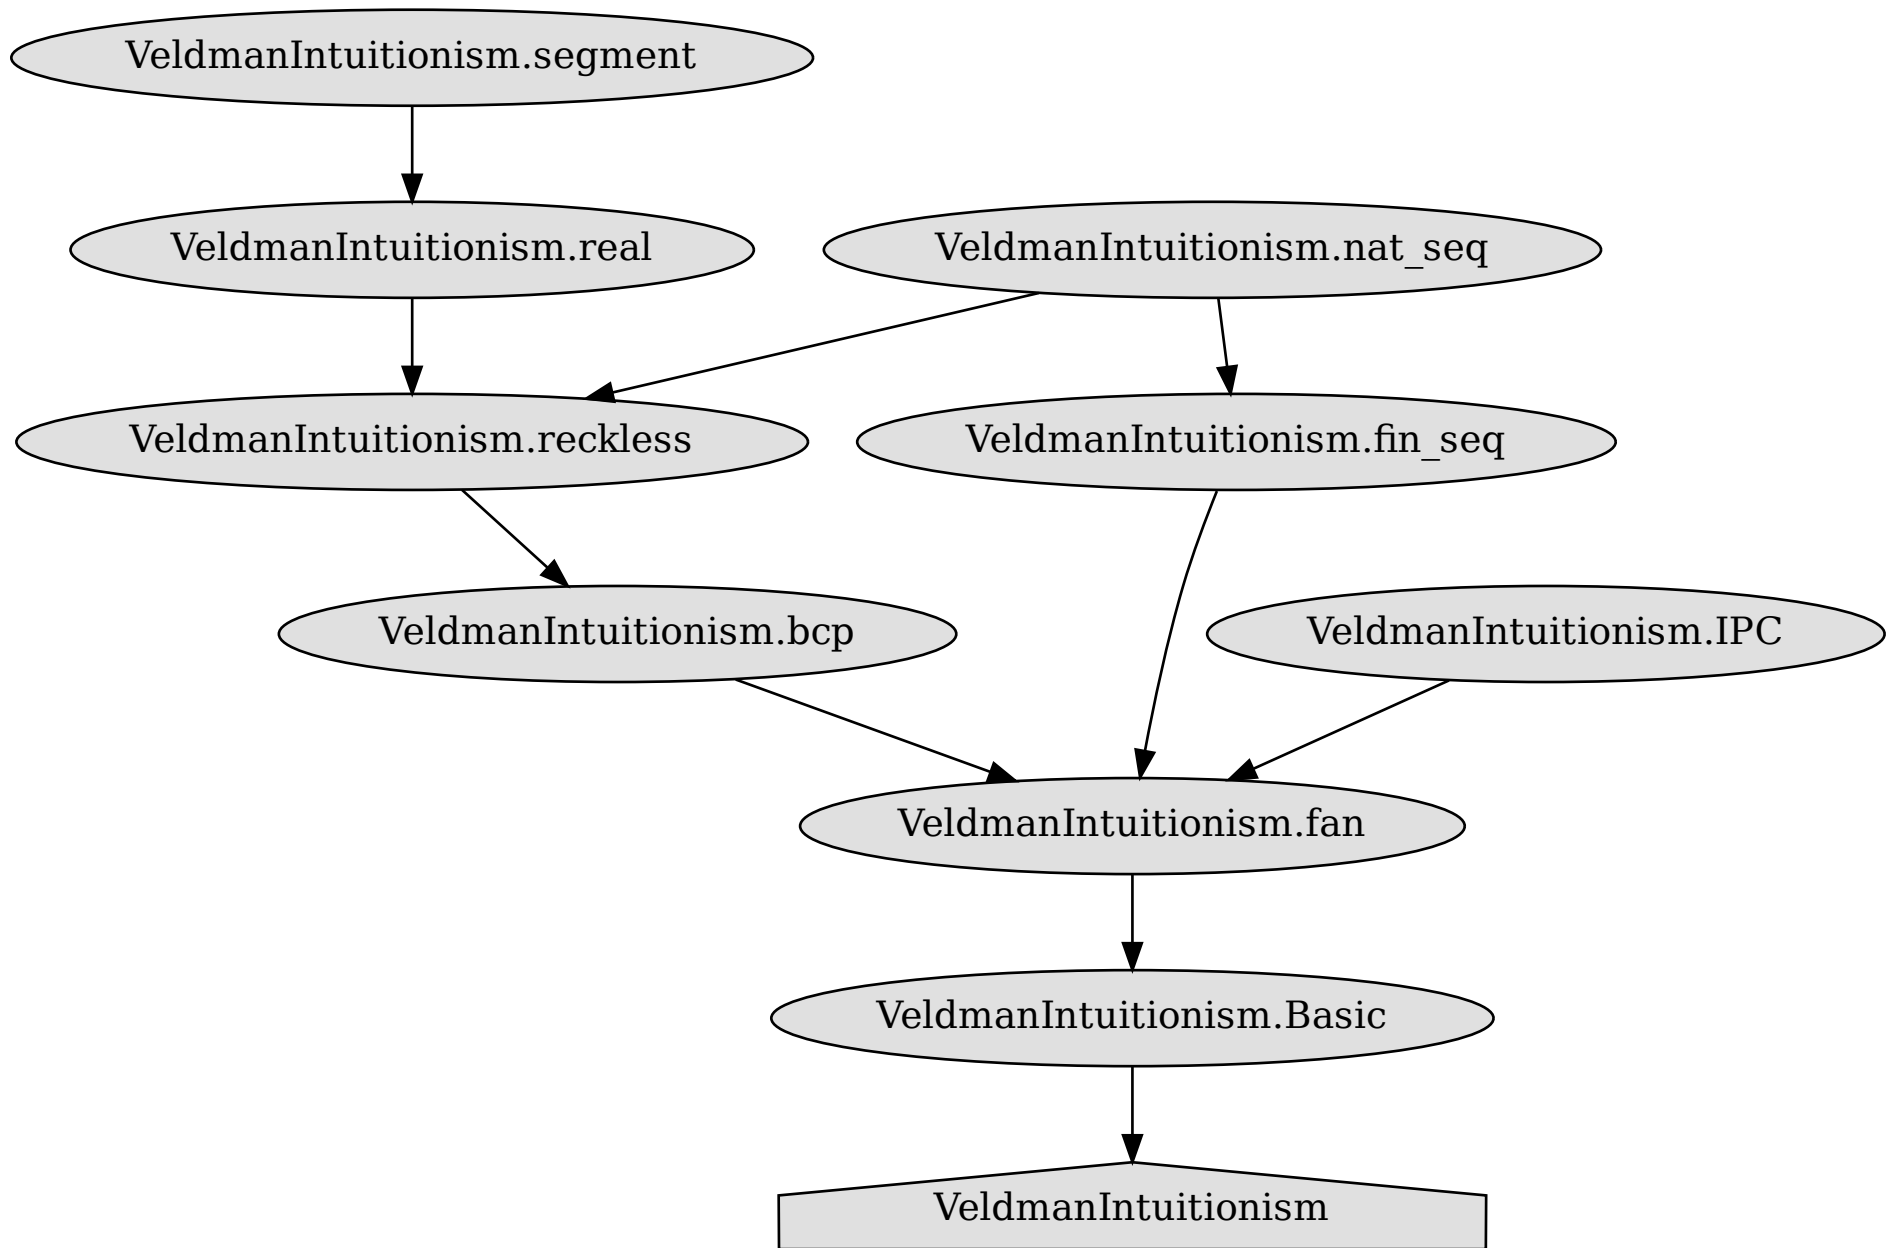 VeldmanIntuitionism.segment
VeldmanIntuitionism.real
VeldmanIntuitionism.nat_seq
VeldmanIntuitionism.reckless
VeldmanIntuitionism.fin_seq
VeldmanIntuitionism.bcp
VeldmanIntuitionism.IPC
VeldmanIntuitionism.fan
VeldmanIntuitionism.Basic
VeldmanIntuitionism